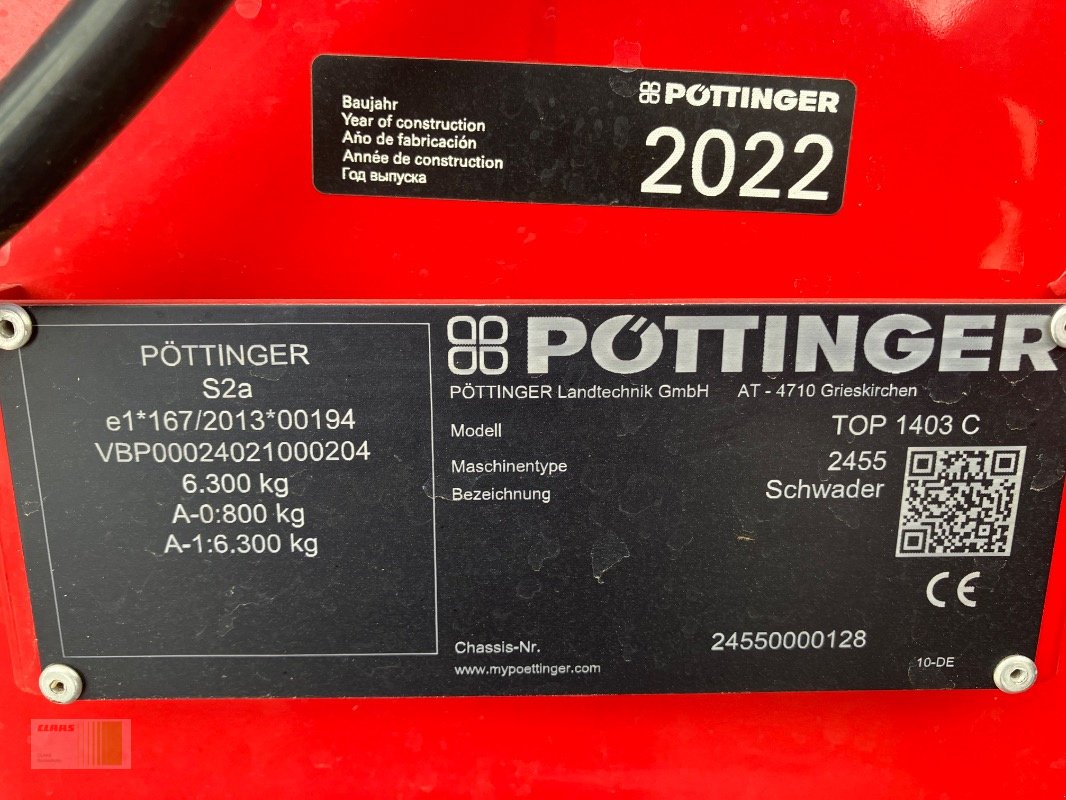 PÖTTINGER
Baujahr
Year of construction
Año de fabricación
Année de construction
Год выпуска
2022
PÖTTINGER
S2a
e1*167/2013*00194
VBP00024021000204
6.300 kg
A-0:800 kg
A-1:6.300 kg
PÖTTINGER
PÖTTINGER Landtechnik GmbH AT - 4710 Grieskirchen
Modell TOP 1403 C
Maschinentype 2455
Bezeichnung Schwader
CE
Chassis-Nr. 24550000128
www.mypoettinger.com 10-DE
CLAAS